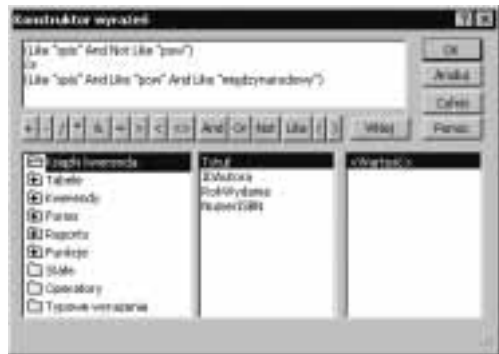 Konstruktor wyrażeń
(Like "spis" And Not Like "pow")
Or
(Like "spis" And Like "pow" And Like "międzynarodowy")
OK
Anuluj
Cofnij
Pomoc
+ - / * & = > < <> And Or Not Like ( ) Wklej
kwerenda
Tabele
Kwerendy
Forms
Raporty
Funkcje
Stałe
Operatory
Typowe wyrażenia
Tytuł
IDAutora
RokWydania
NumerISBN
<Wartość>